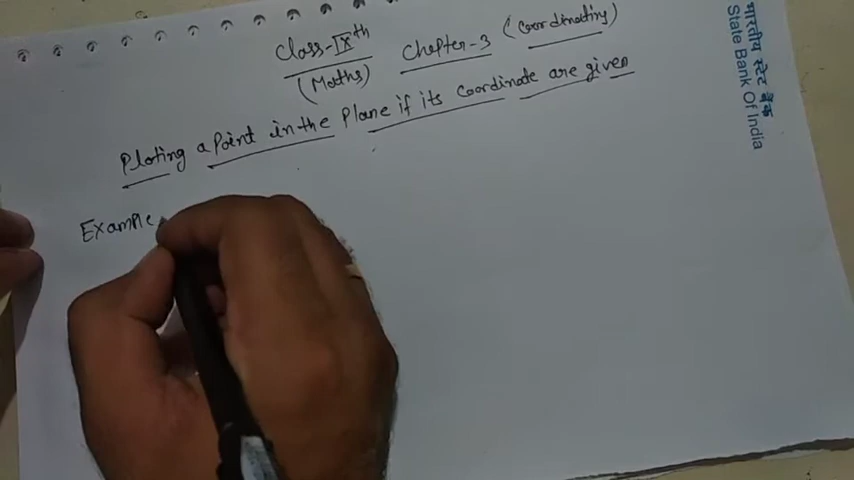 Class-IXth
(Maths)
Chapter-3
(Coordinating)
Ploting a Point in the Plane if its Coordinate are given
Example
भारतीय स्टेट बैंक
State Bank Of India